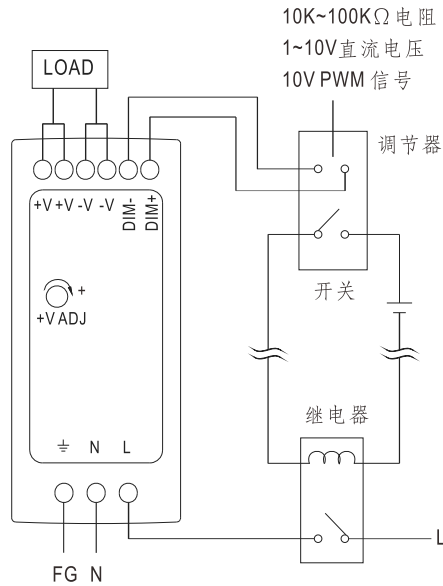 10K~100KΩ电阻
1~10V直流电压
10V PWM 信号
LOAD
调节器
+V +V -V -V DIM- DIM+
+
+V ADJ
开关
继电器
N L
L
FG N